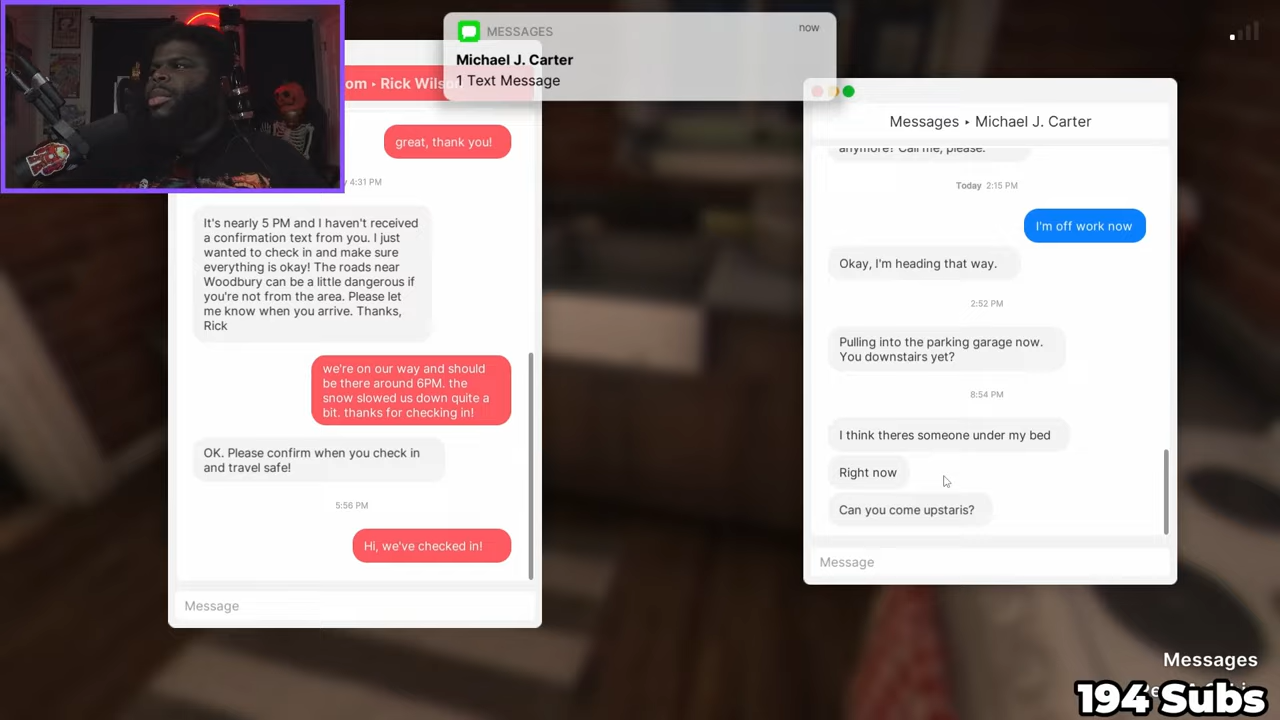 MESSAGES
now
Michael J. Carter
1 Text Message
om ▸ Rick Wils
great, thank you!
4:31 PM
It's nearly 5 PM and I haven't received
a confirmation text from you. I just
wanted to check in and make sure
everything is okay! The roads near
Woodbury can be a little dangerous if
you're not from the area. Please let
me know when you arrive. Thanks,
Rick
we're on our way and should
be there around 6PM. the
snow slowed us down quite a
bit. thanks for checking in!
OK. Please confirm when you check in
and travel safe!
5:56 PM
Hi, we've checked in!
Message
Messages ▸ Michael J. Carter
anymore? Call me, please.
Today 2:15 PM
I'm off work now
Okay, I'm heading that way.
2:52 PM
Pulling into the parking garage now.
You downstairs yet?
8:54 PM
I think theres someone under my bed
Right now
Can you come upstaris?
Message
Messages
194 Subs